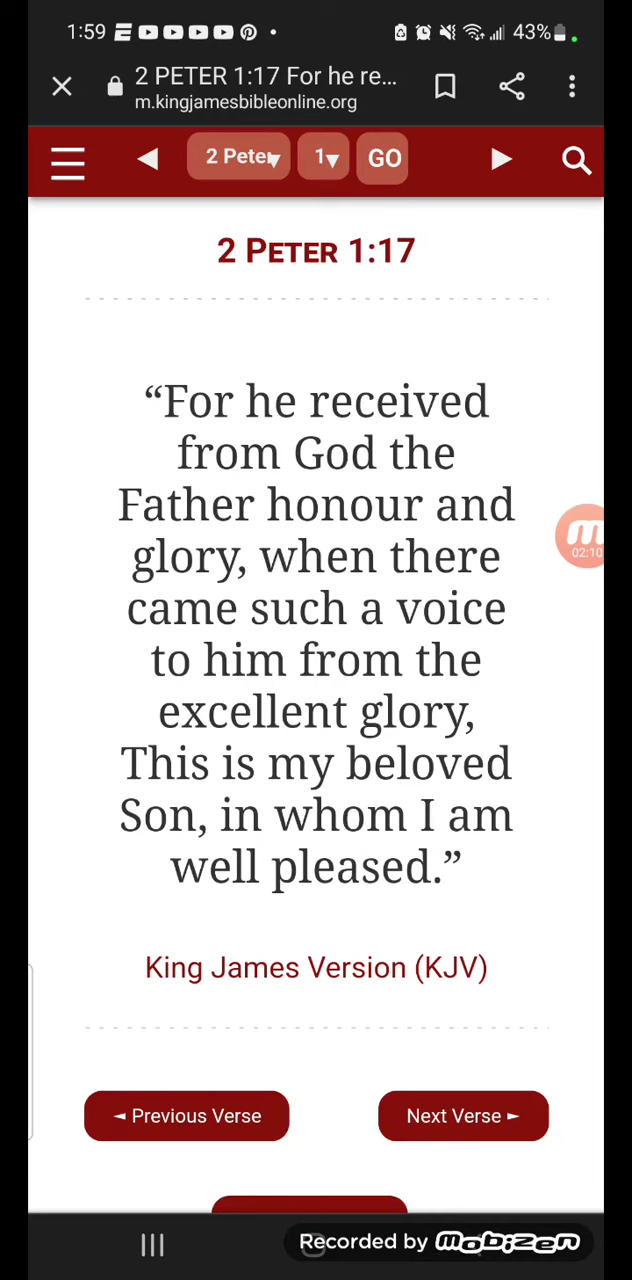 1:59 43%
2 PETER 1:17 For he re...
m.kingjamesbibleonline.org
2 Peter 1 GO
2 PETER 1:17
“For he received
from God the
Father honour and
glory, when there
came such a voice
to him from the
excellent glory,
This is my beloved
Son, in whom I am
well pleased.”
02:10
King James Version (KJV)
◄ Previous Verse Next Verse ►
Recorded by mobizen